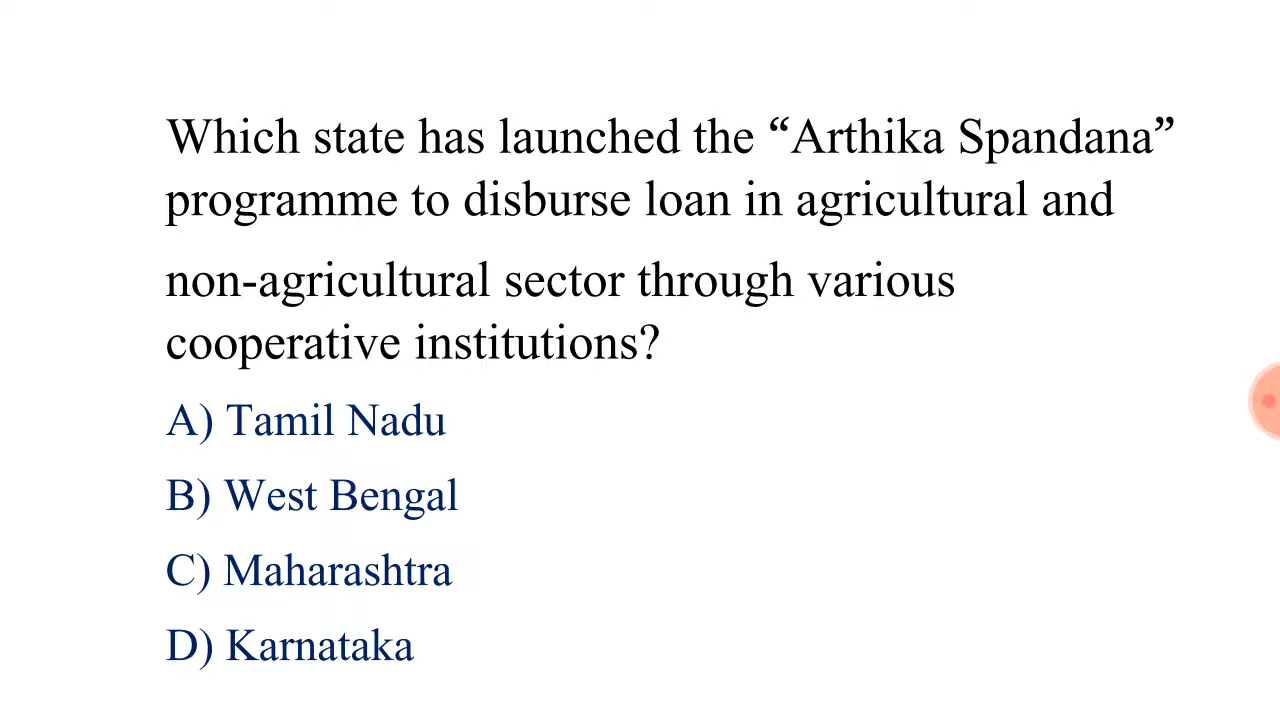 Which state has launched the “Arthika Spandana”
programme to disburse loan in agricultural and
non-agricultural sector through various
cooperative institutions?
A) Tamil Nadu
B) West Bengal
C) Maharashtra
D) Karnataka